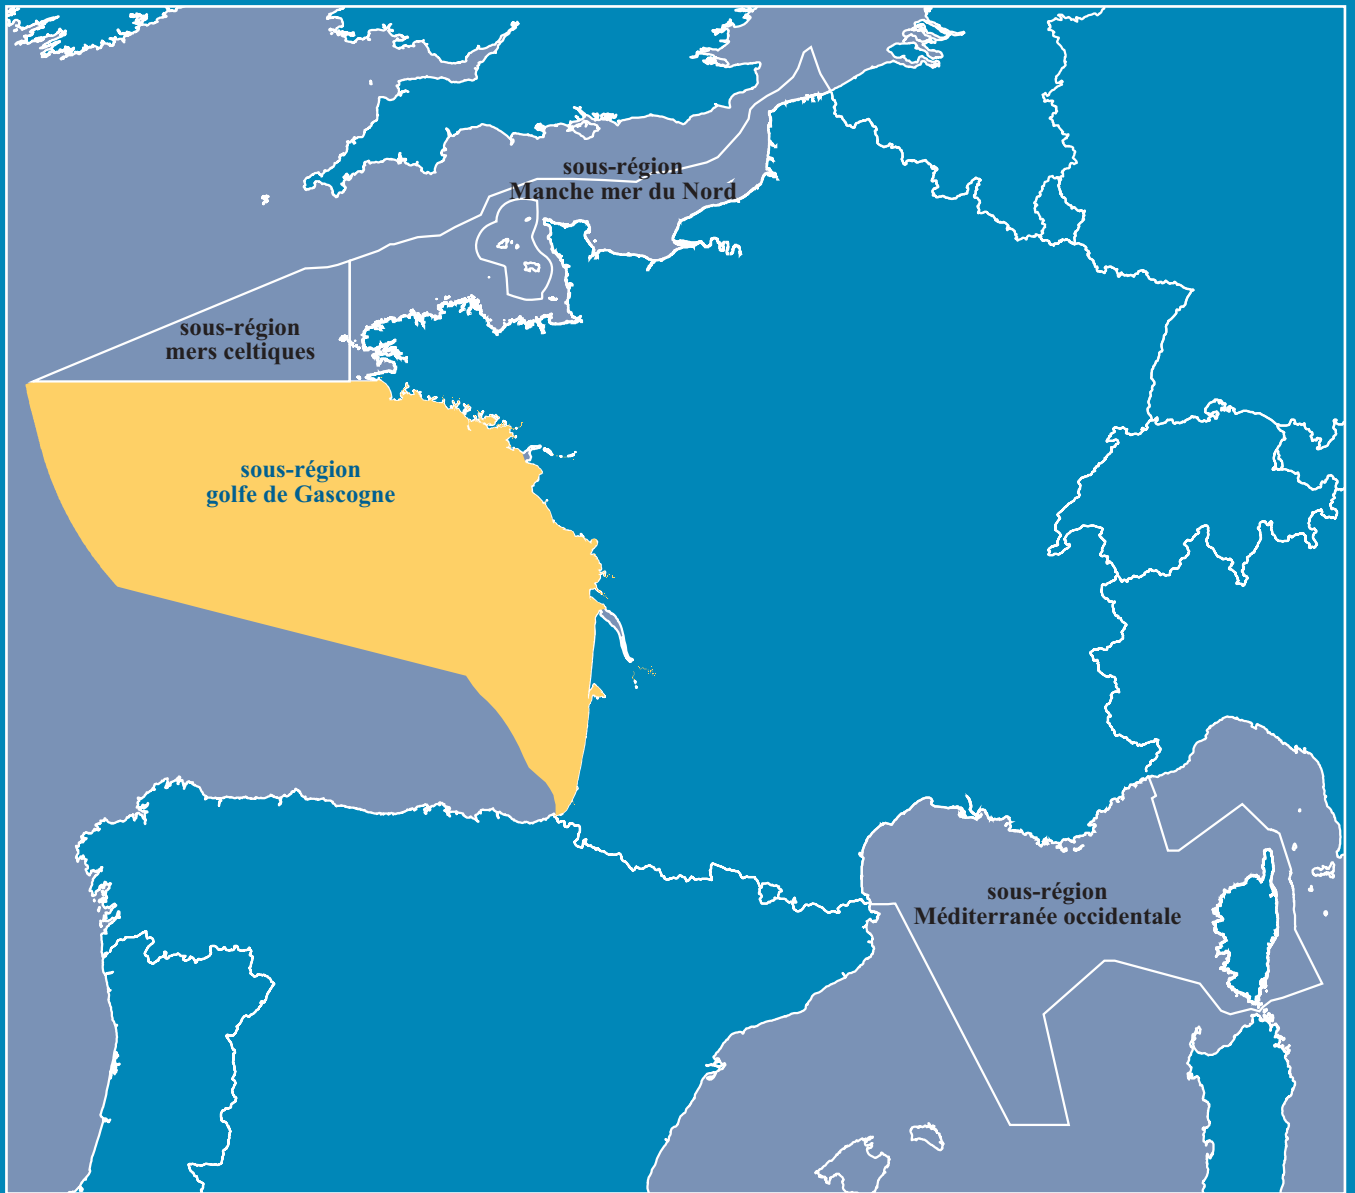 sous-région
Manche mer du Nord
sous-région
mers celtiques
sous-région
golfe de Gascogne
sous-région
Méditerranée occidentale